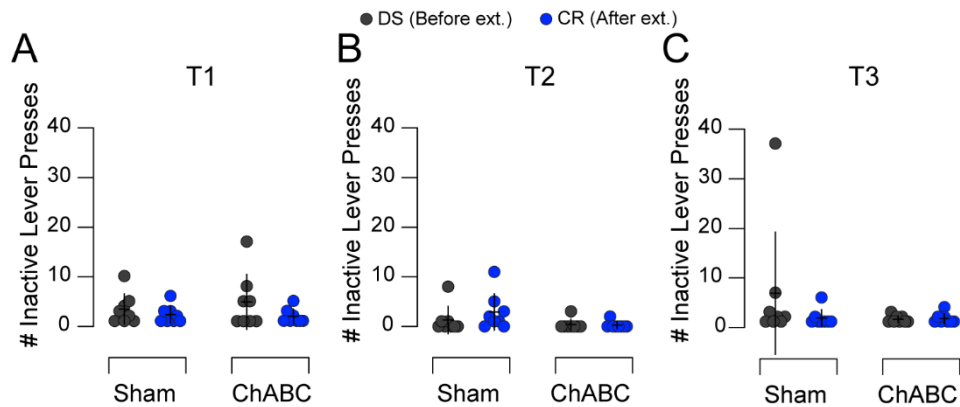 DS (Before ext.) CR (After ext.)
A B C
T1 T2 T3
# Inactive Lever Presses
40
30
20
10
0
Sham ChABC
# Inactive Lever Presses
40
30
20
10
0
Sham ChABC
# Inactive Lever Presses
40
30
20
10
0
Sham ChABC